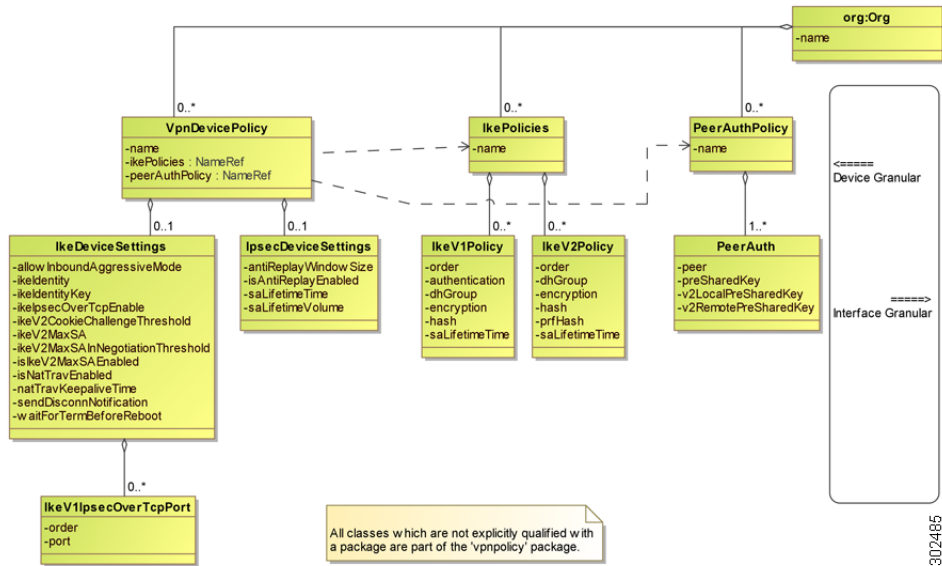 org:Org
-name
0..*
0..*
0..*
VpnDevicePolicy
-name
-ikePolicies : NameRef
-peerAuthPolicy : NameRef
IkePolicies
-name
PeerAuthPolicy
-name
<=====
Device Granular
0..1
0..1
0..*
0..*
1..*
IkeDeviceSettings
-allowInboundAggressiveMode
-ikeIdentity
-ikeIdentityKey
-ikeIpsecOverTcpEnable
-ikeV2CookieChallengeThreshold
-ikeV2MaxSA
-ikeV2MaxSAInNegotiationThreshold
-isIkeV2MaxSAEnabled
-isNatTravEnabled
-natTravKeepaliveTime
-sendDisconnNotification
-waitForTermBeforeReboot
IpsecDeviceSettings
-antiReplayWindowSize
-isAntiReplayEnabled
-saLifetimeTime
-saLifetimeVolume
IkeV1Policy
-order
-authentication
-dhGroup
-encryption
-hash
-saLifetimeTime
IkeV2Policy
-order
-dhGroup
-encryption
-hash
-prfHash
-saLifetimeTime
PeerAuth
-peer
-preSharedKey
-v2LocalPreSharedKey
-v2RemotePreSharedKey
=====>
Interface Granular
0..*
IkeV1IpsecOverTcpPort
-order
-port
All classes which are not explicitly qualified with
a package are part of the 'vpnpolicy' package.
302485